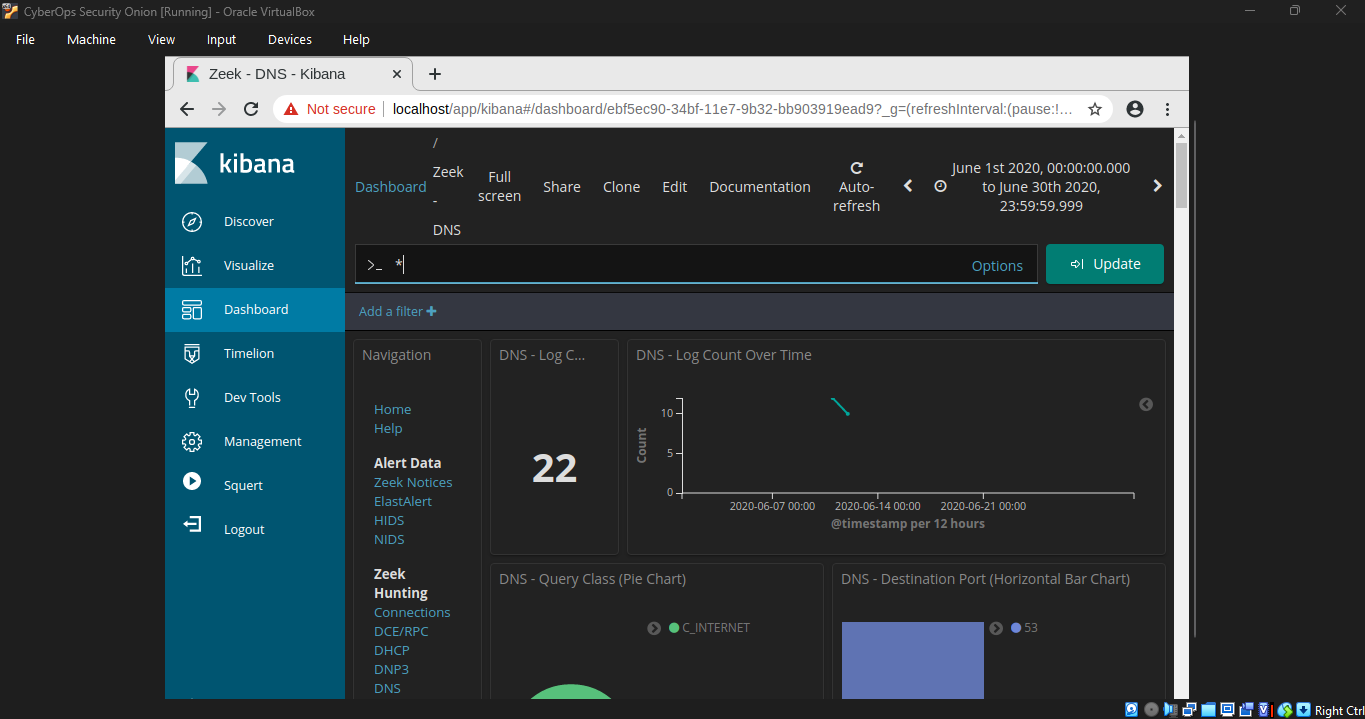 CyberOps Security Onion [Running] - Oracle VirtualBox
File Machine View Input Devices Help
Zeek - DNS - Kibana
Not secure localhost/app/kibana#/dashboard/ebf5ec90-34bf-11e7-9b32-bb903919ead9?_g=(refreshInterval:(pause:!...
kibana
Discover
Visualize
Dashboard
Timelion
Dev Tools
Management
Squert
Logout
Dashboard
/
Zeek
-
DNS
Full
screen
Share
Clone
Edit
Documentation
Auto-
refresh
June 1st 2020, 00:00:00.000
to June 30th 2020,
23:59:59.999
>_ *
Options
Update
Add a filter +
Navigation
Home
Help
Alert Data
Zeek Notices
ElastAlert
HIDS
NIDS
Zeek
Hunting
Connections
DCE/RPC
DHCP
DNP3
DNS
DNS - Log C...
22
DNS - Log Count Over Time
Count
10
5
0
2020-06-07 00:00 2020-06-14 00:00 2020-06-21 00:00
@timestamp per 12 hours
DNS - Query Class (Pie Chart)
C_INTERNET
DNS - Destination Port (Horizontal Bar Chart)
53
Right Ctrl